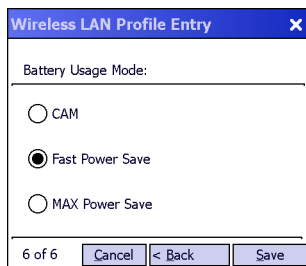 Wireless LAN Profile Entry X
Battery Usage Mode:
CAM
Fast Power Save
MAX Power Save
6 of 6 Cancel < Back Save